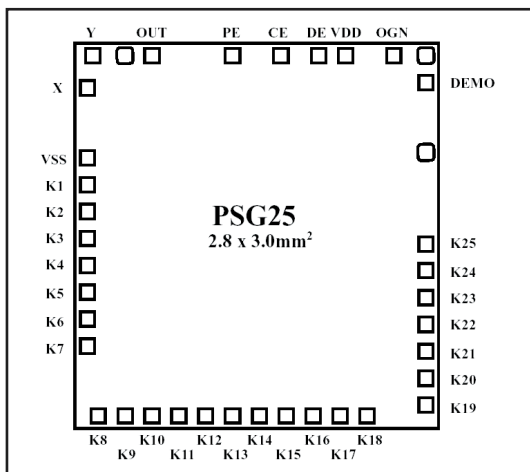 Y OUT PE CE DE VDD OGN
X
DEMO
VSS
K1
K2
K3
K4
K5
K6
K7
PSG25
2.8 x 3.0mm²
K25
K24
K23
K22
K21
K20
K19
K8 K10 K12 K14 K16 K18
K9 K11 K13 K15 K17